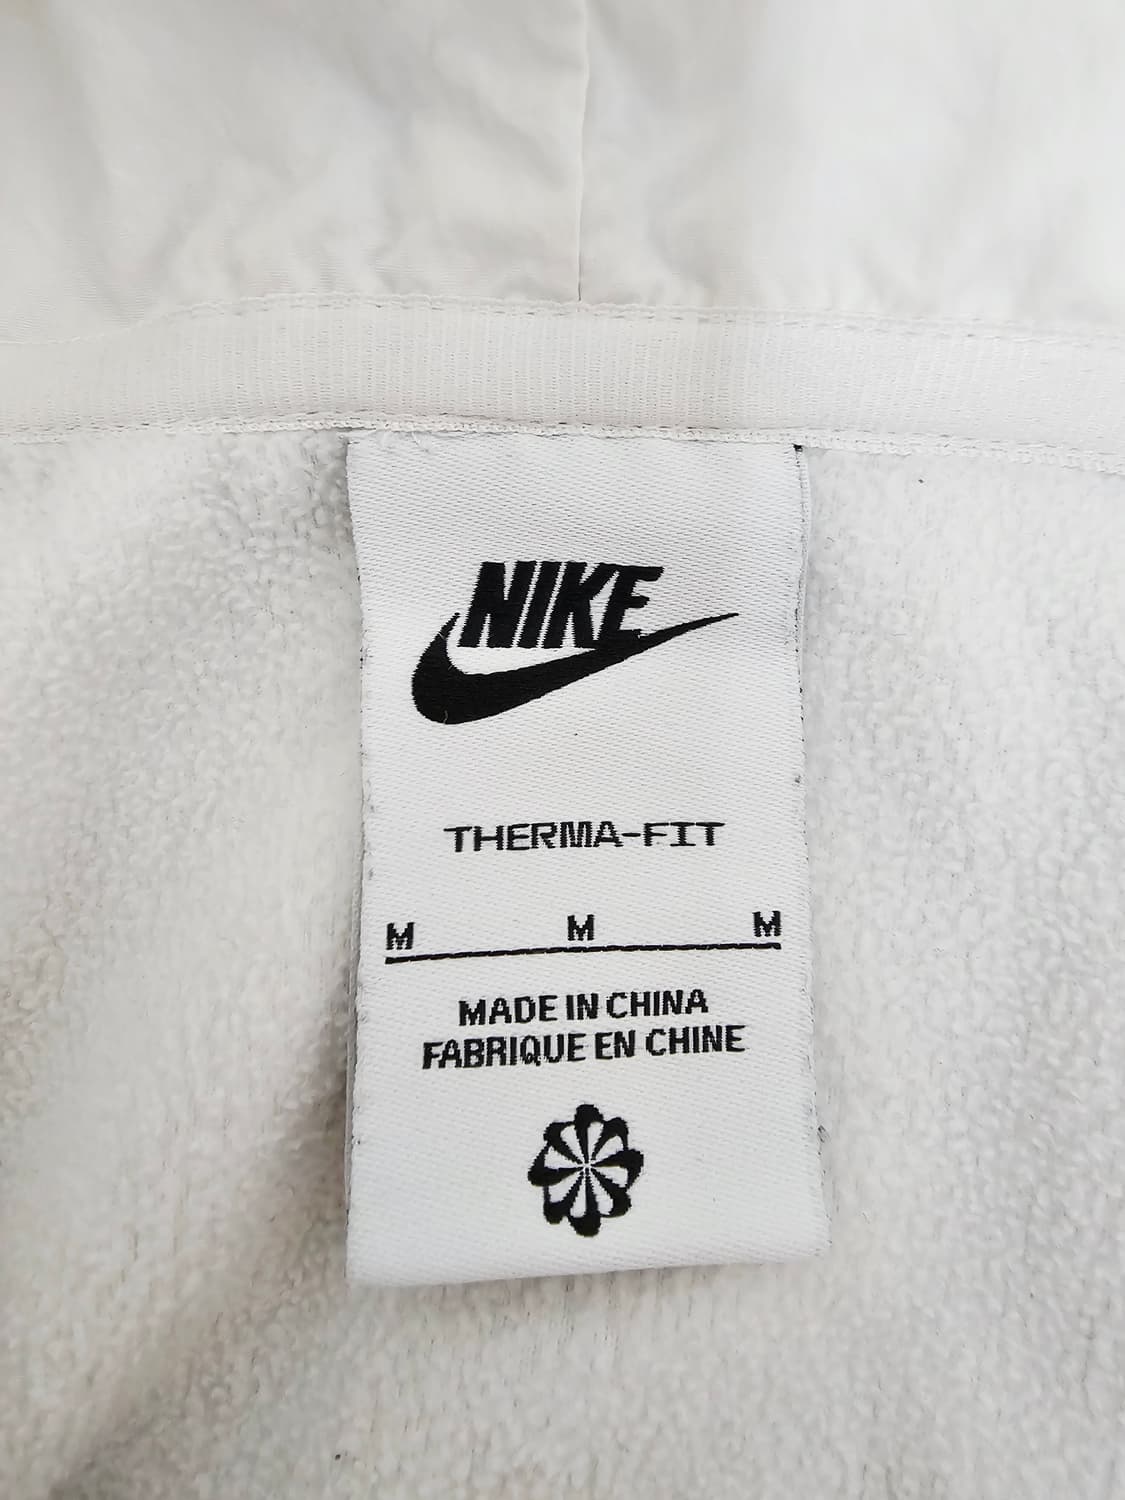 NIKE
THERMA-FIT
M M M
MADE IN CHINA
FABRIQUE EN CHINE